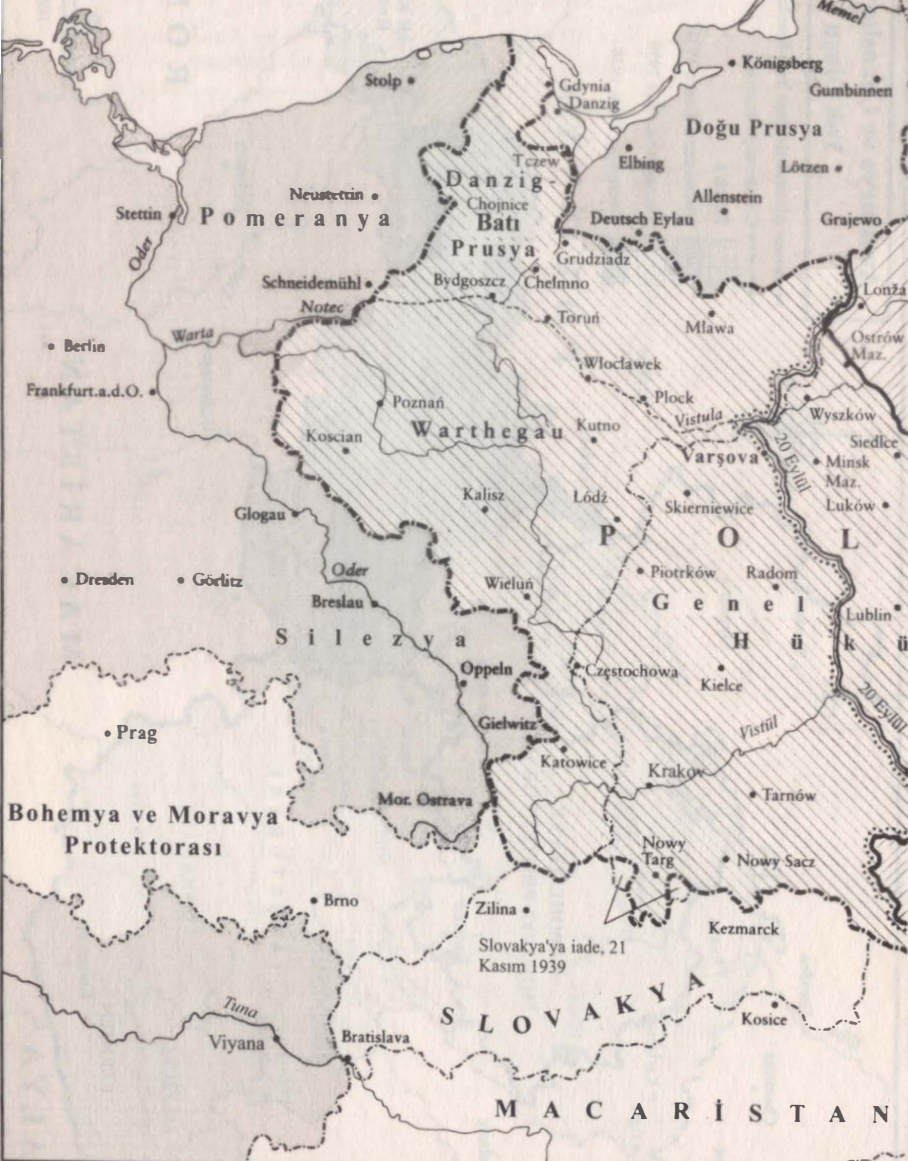 Memel
Königsberg
Stolp
Gdynia
Danzig
Gumbinnen
Doğu Prusya
Elbing
Tczew
Lötzen
Danzig-
Neustettin
Allenstein
Chojnice
Stettin
Pomeranya
Batı
Deutsch Eylau
Grajewo
Prusya
Oder
Grudziadz
Schneidemühl
Bydgoszcz
Chelmno
Lonża
Notec
Toruń
Mława
Warta
Ostrów
Maz.
Berlin
Włocławek
Frankfurt.a.d.O.
Poznań
Plock
Wyszków
Vistula
Koscian
Warthegau
Kutno
20 Eylül
Siedlce
Varşova
Minsk
Maz.
Kalisz
Łódź
Skierniewice
Luków
Glogau
P O L
Oder
Dresden
Görlitz
Wieluń
Piotrków
Radom
Breslau
Genel
Lublin
Silezya
H ü k ü
Oppeln
Częstochowa
Kielce
20 Eylül
Gielwitz
Prag
Vistül
Katowice
Krakov
Mor. Ostrava
Tarnów
Bohemya ve Moravya
Protektorası
Nowy
Targ
Nowy Sacz
Brno
Zilina
Kezmarck
Slovakya'ya iade, 21
Kasım 1939
SLOVAKYA
Tuna
Kosice
Viyana
Bratislava
MACARİSTAN